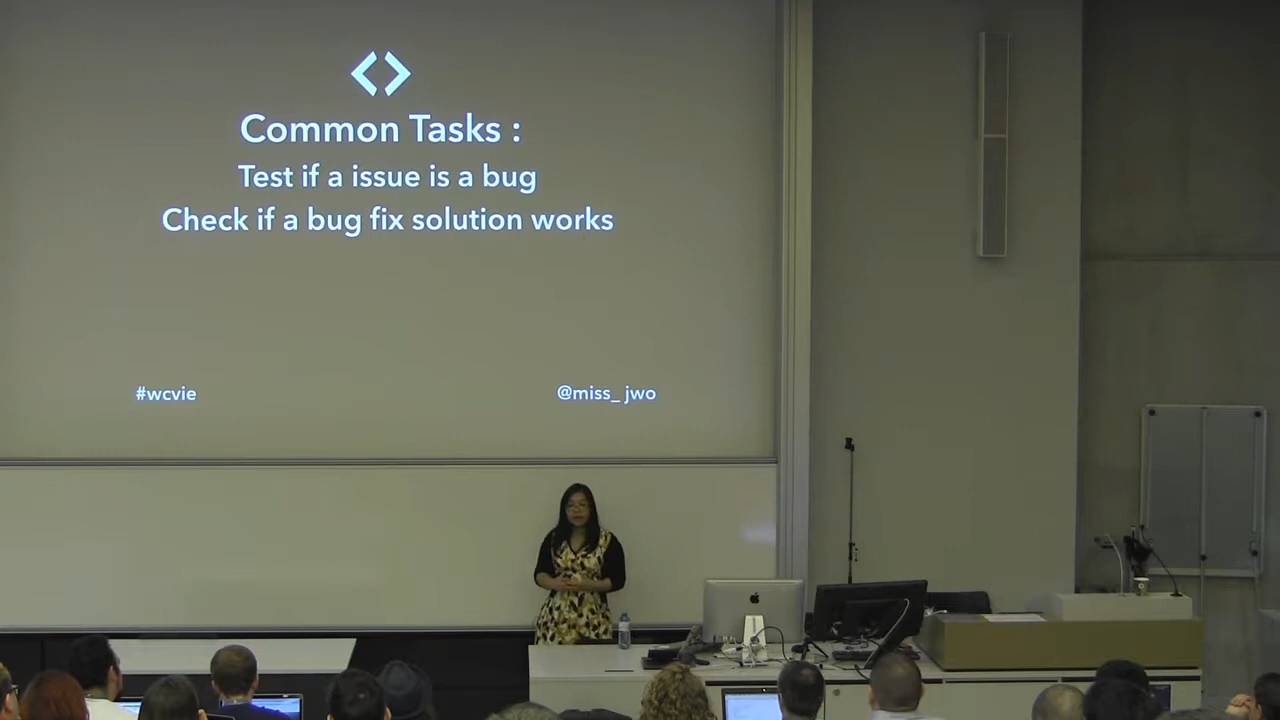 Common Tasks :
Test if a issue is a bug
Check if a bug fix solution works
#wcvie
@miss_ jwo